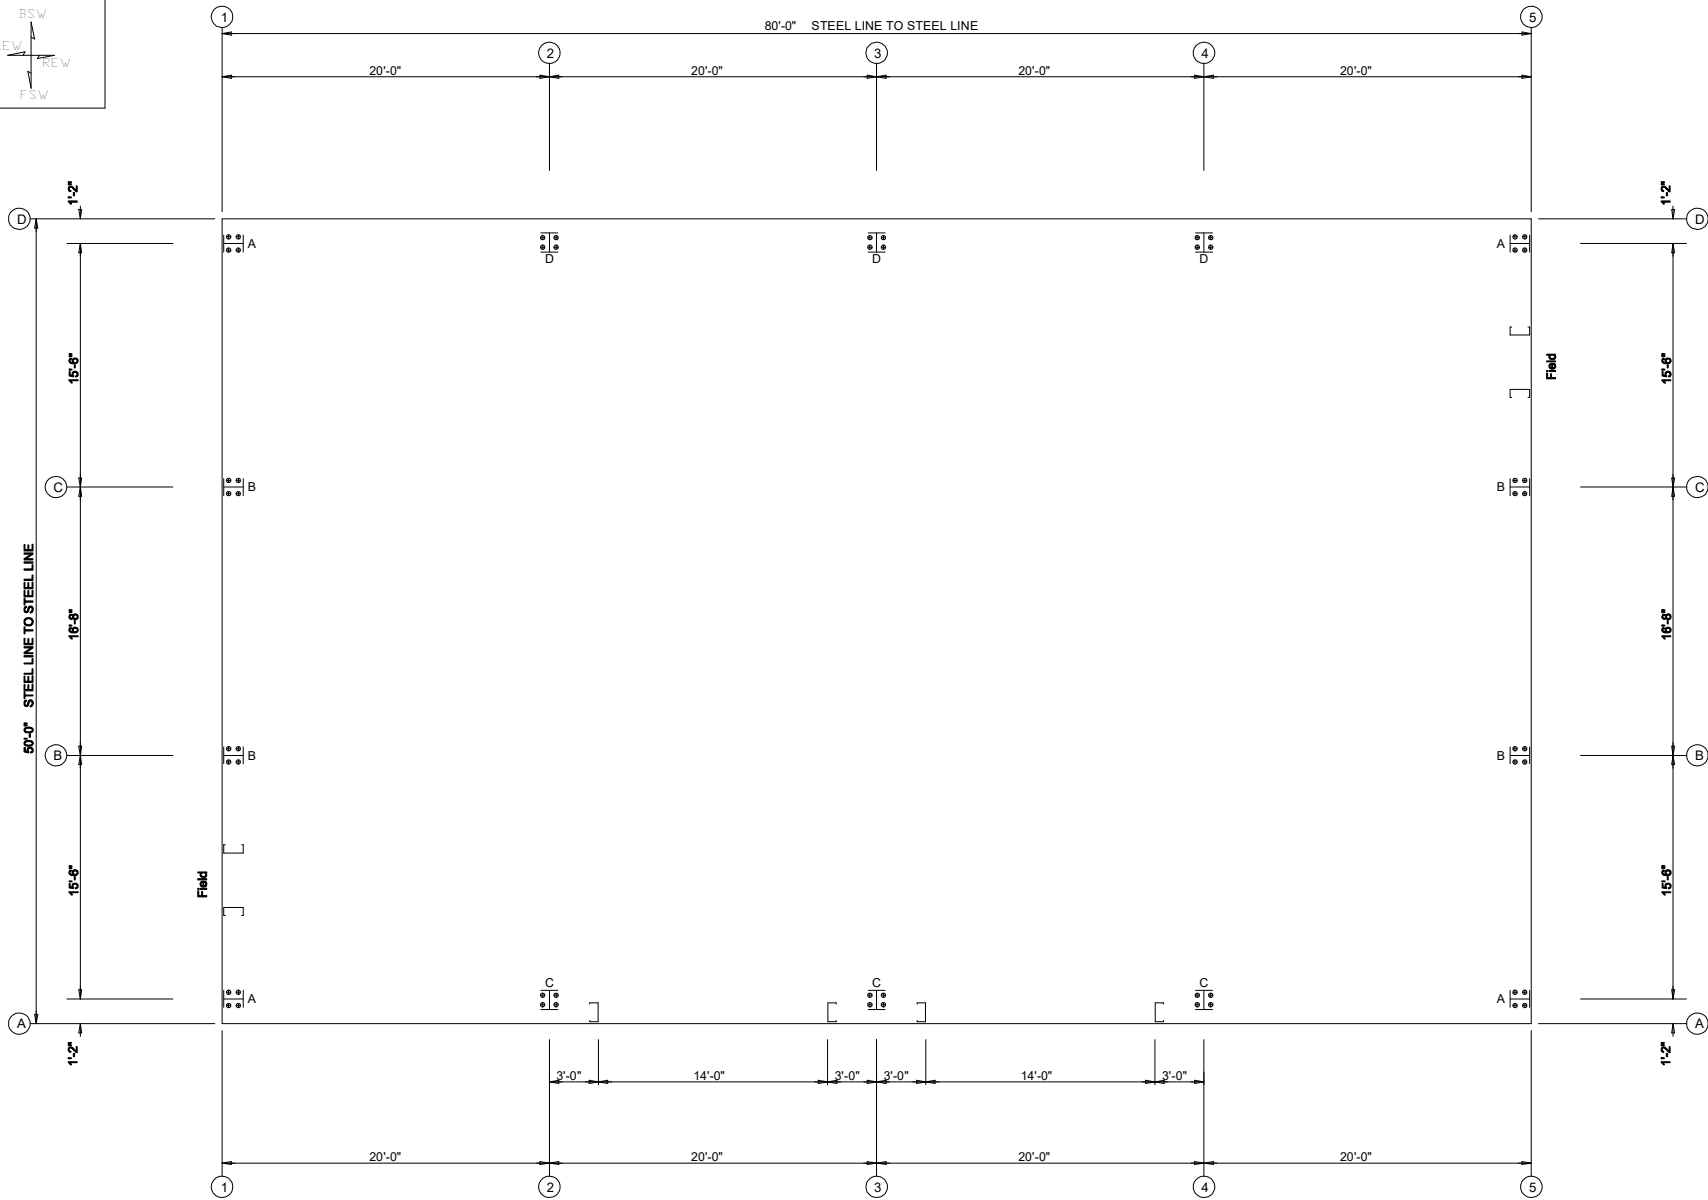 BSW
EW
REW
FSW
1
5
80'-0" STEEL LINE TO STEEL LINE
2
3
4
20'-0"
20'-0"
20'-0"
20'-0"
1'-2"
1'-2"
D
D
A
D
D
D
A
15'-6"
Field
15'-6"
C
B
B
C
50'-0" STEEL LINE TO STEEL LINE
16'-8"
16'-8"
B
B
B
B
15'-6"
Field
15'-6"
A
C
C
C
A
A
A
1'-2"
1'-2"
3'-0"
14'-0"
3'-0"
3'-0"
14'-0"
3'-0"
20'-0"
20'-0"
20'-0"
20'-0"
1
2
3
4
5